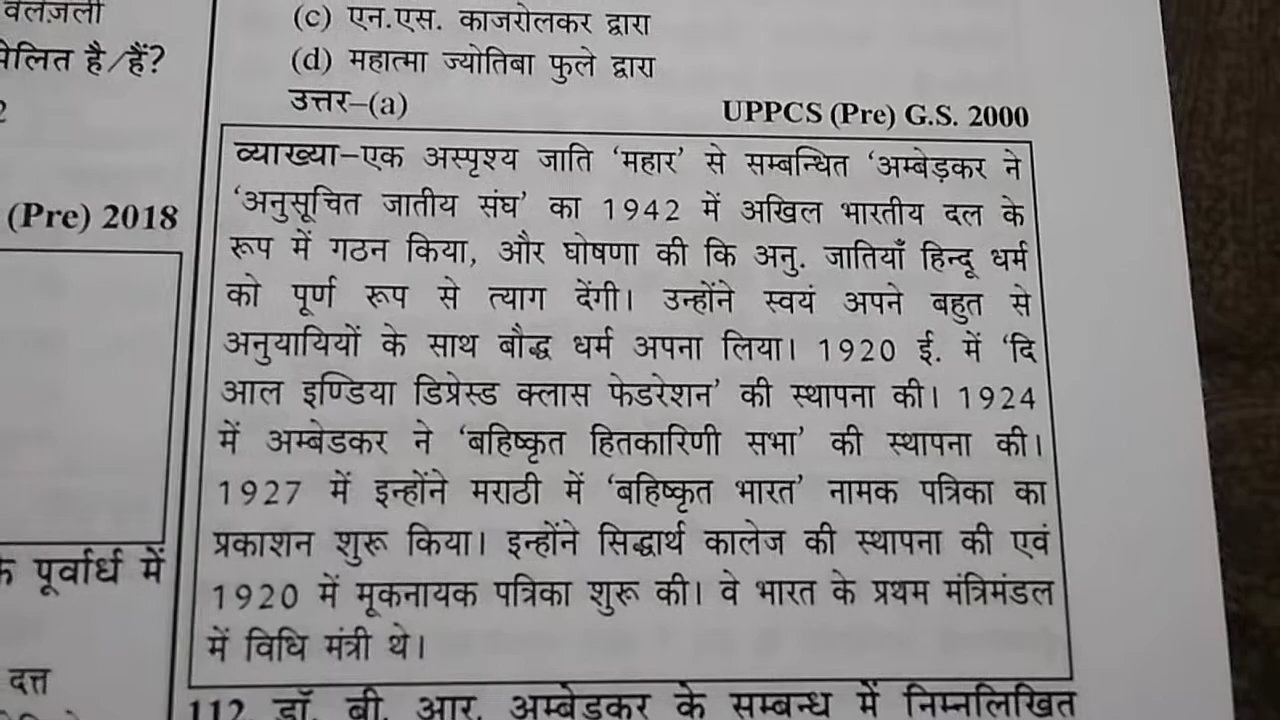 वलज़ली
मेलित है/हैं?
2
(Pre) 2018
पूर्वार्ध में
दत्त
(c) एन.एस. काजरोलकर द्वारा
(d) महात्मा ज्योतिबा फुले द्वारा
उत्तर–(a) UPPCS (Pre) G.S. 2000
व्याख्या–एक अस्पृश्य जाति 'महार' से सम्बन्धित 'अम्बेड़कर ने
'अनुसूचित जातीय संघ' का 1942 में अखिल भारतीय दल के
रूप में गठन किया, और घोषणा की कि अनु. जातियाँ हिन्दू धर्म
को पूर्ण रूप से त्याग देंगी। उन्होंने स्वयं अपने बहुत से
अनुयायियों के साथ बौद्ध धर्म अपना लिया। 1920 ई. में 'दि
आल इण्डिया डिप्रेस्ड क्लास फेडरेशन' की स्थापना की। 1924
में अम्बेडकर ने 'बहिष्कृत हितकारिणी सभा' की स्थापना की।
1927 में इन्होंने मराठी में 'बहिष्कृत भारत' नामक पत्रिका का
प्रकाशन शुरू किया। इन्होंने सिद्धार्थ कालेज की स्थापना की एवं
1920 में मूकनायक पत्रिका शुरू की। वे भारत के प्रथम मंत्रिमंडल
में विधि मंत्री थे।
112. डॉ. बी. आर. अम्बेडकर के सम्बन्ध में निम्नलिखित